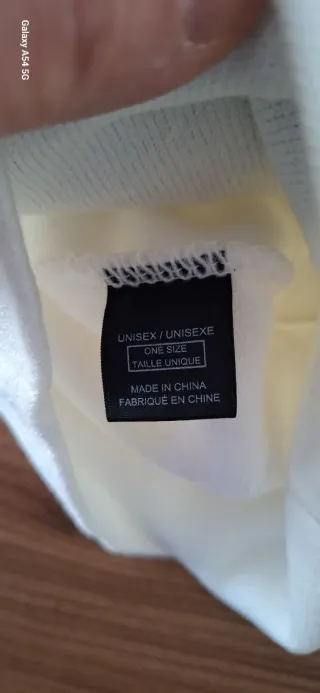 Galaxy A54 5G
UNISEX / UNISEXE
ONE SIZE
TAILLE UNIQUE
MADE IN CHINA
FABRIQUÉ EN CHINE